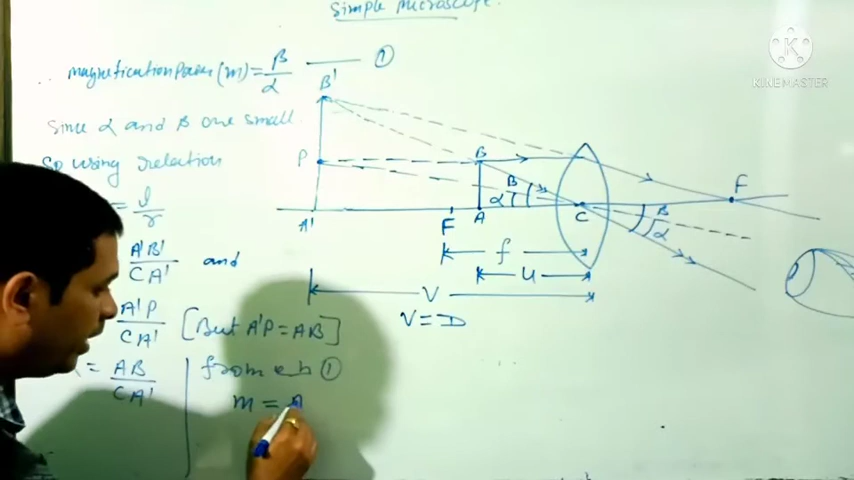 Simple Microscope.
KINEMASTER
magnification Power (m) = β/α —— ①
Since α and β are small
So using relation
= l/r
A'B'/CA' and
A'P/CA' [But A'P = AB]
= AB/CA'
from eqn ①
m = A
B'
P
A'
B
β
α
F
A
C
β
α
F
f
u
V
V = D